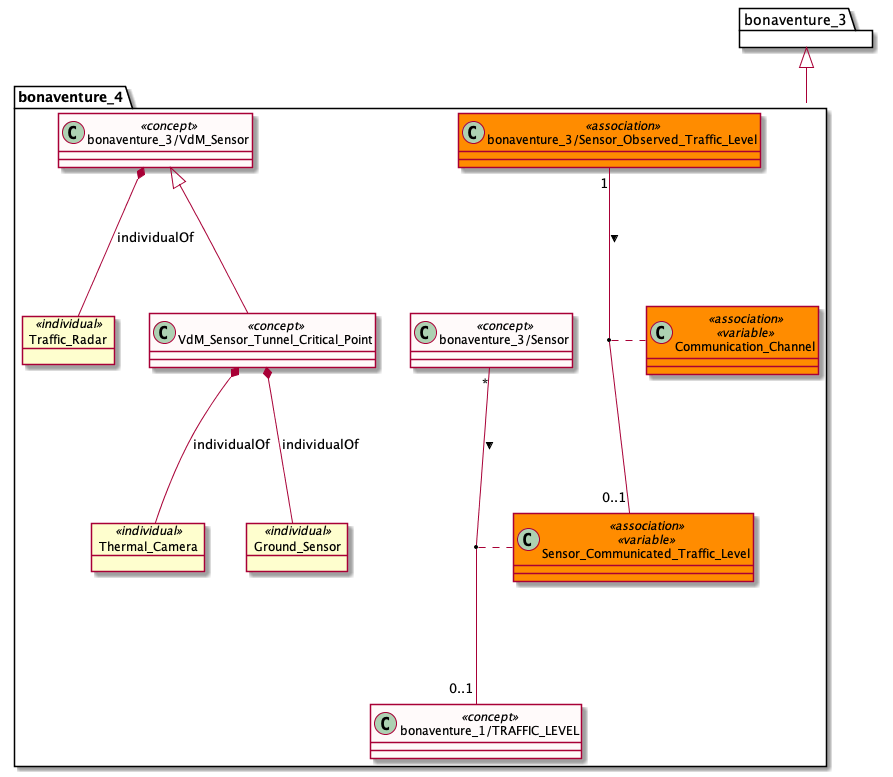 bonaventure_3
bonaventure_4
«concept»
C bonaventure_3/VdM_Sensor
«association»
C bonaventure_3/Sensor_Observed_Traffic_Level
1
individualOf
«individual»
Traffic_Radar
«concept»
C VdM_Sensor_Tunnel_Critical_Point
«concept»
C bonaventure_3/Sensor
«association»
«variable»
C Communication_Channel
*
individualOf
individualOf
0..1
«individual»
Thermal_Camera
«individual»
Ground_Sensor
«association»
«variable»
C Sensor_Communicated_Traffic_Level
0..1
«concept»
C bonaventure_1/TRAFFIC_LEVEL